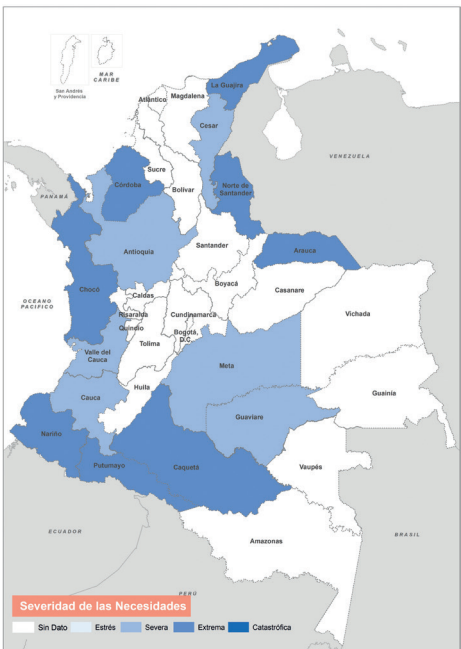 La Guajira
MAR
CARIBE
San Andrés
y Providencia
Magdalena
Atlántico
Cesar
VENEZUELA
Sucre
Córdoba
Norte de
Santander
Bolívar
PANAMÁ
Santander
Arauca
Antioquia
Boyacá
Chocó
Casanare
OCEANO
PACIFICO
Caldas
Vichada
Risaralda
Cundinamarca
Quindío
Bogotá,
D.C.
Tolima
Valle del
Cauca
Meta
Huila
Guainía
Cauca
Guaviare
Nariño
Vaupés
Putumayo
Caquetá
ECUADOR
BRASIL
Amazonas
PERÚ
Severidad de las Necesidades
Sin Dato
Estrés
Severa
Extrema
Catastrófica